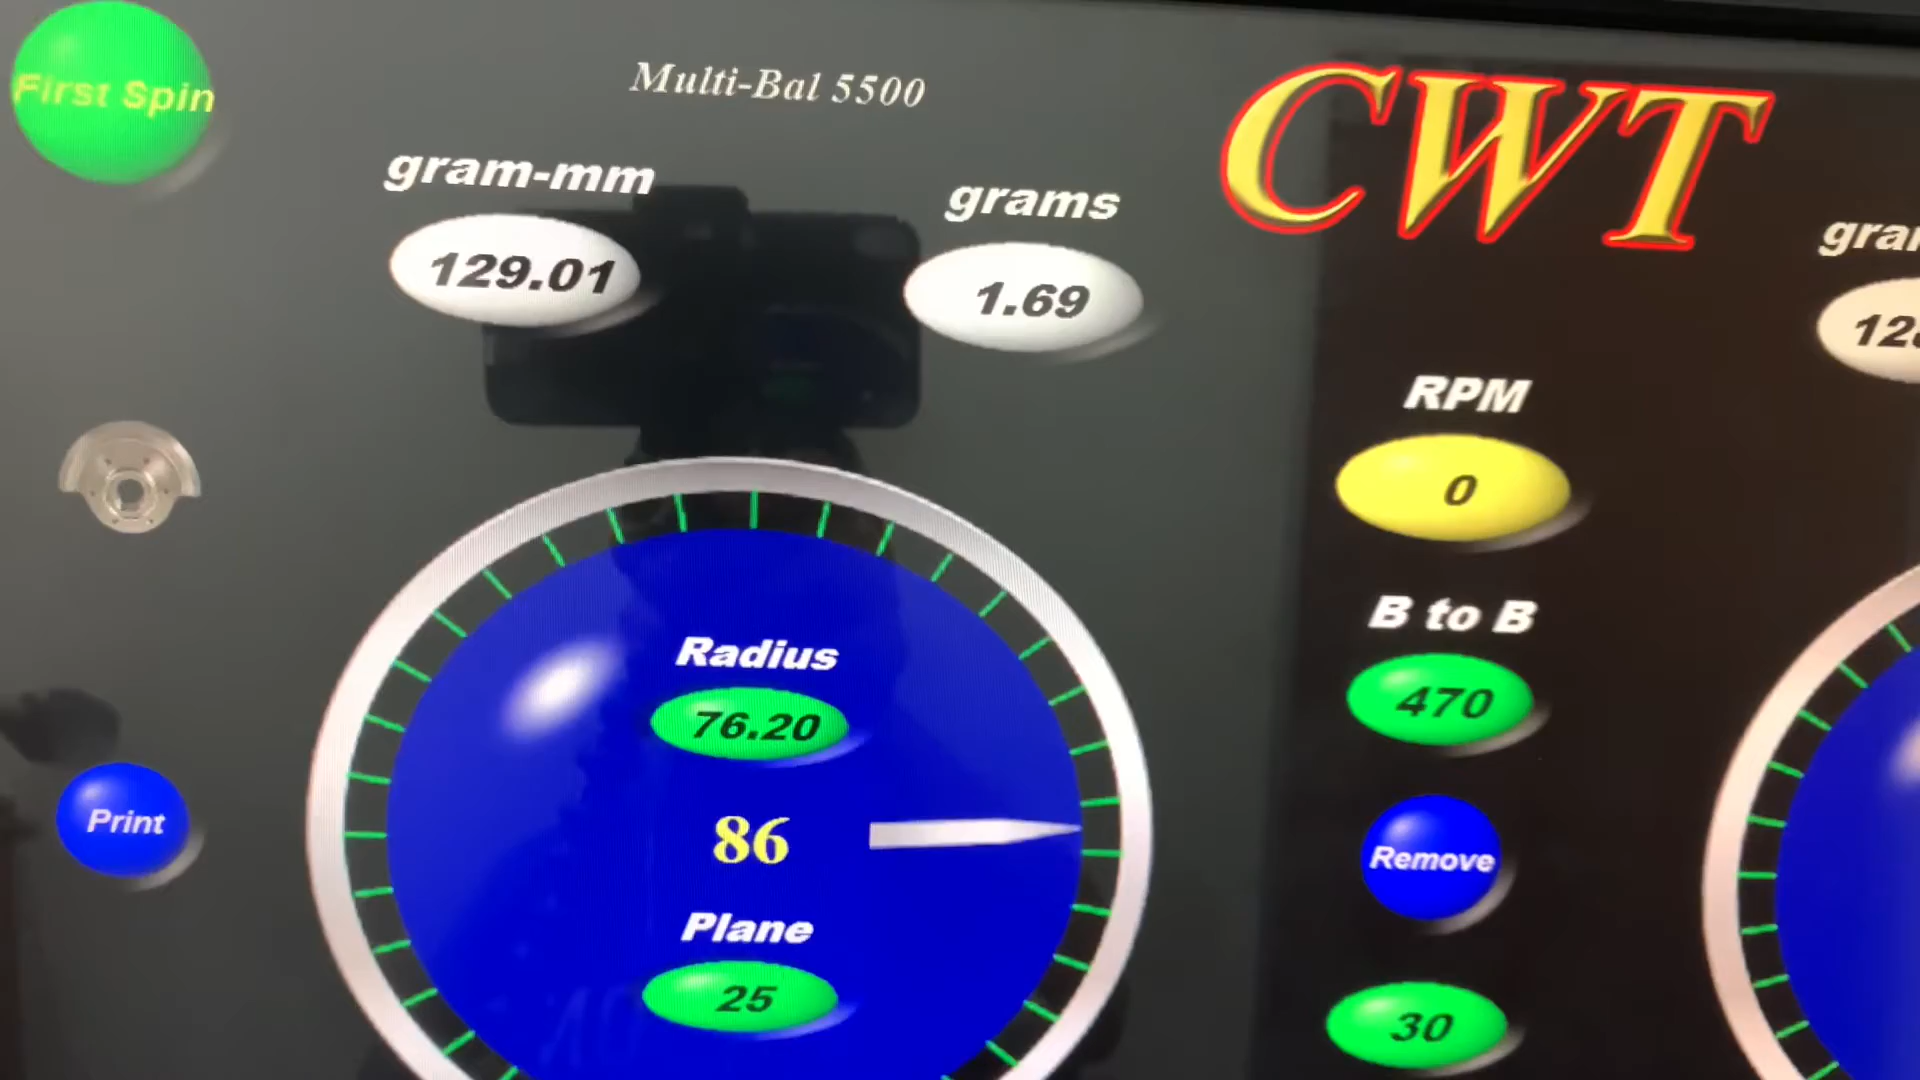 First Spin
Multi-Bal 5500
CWT
gram-mm
129.01
grams
1.69
RPM
0
B to B
470
Radius
76.20
86
Plane
25
Print
Remove
30